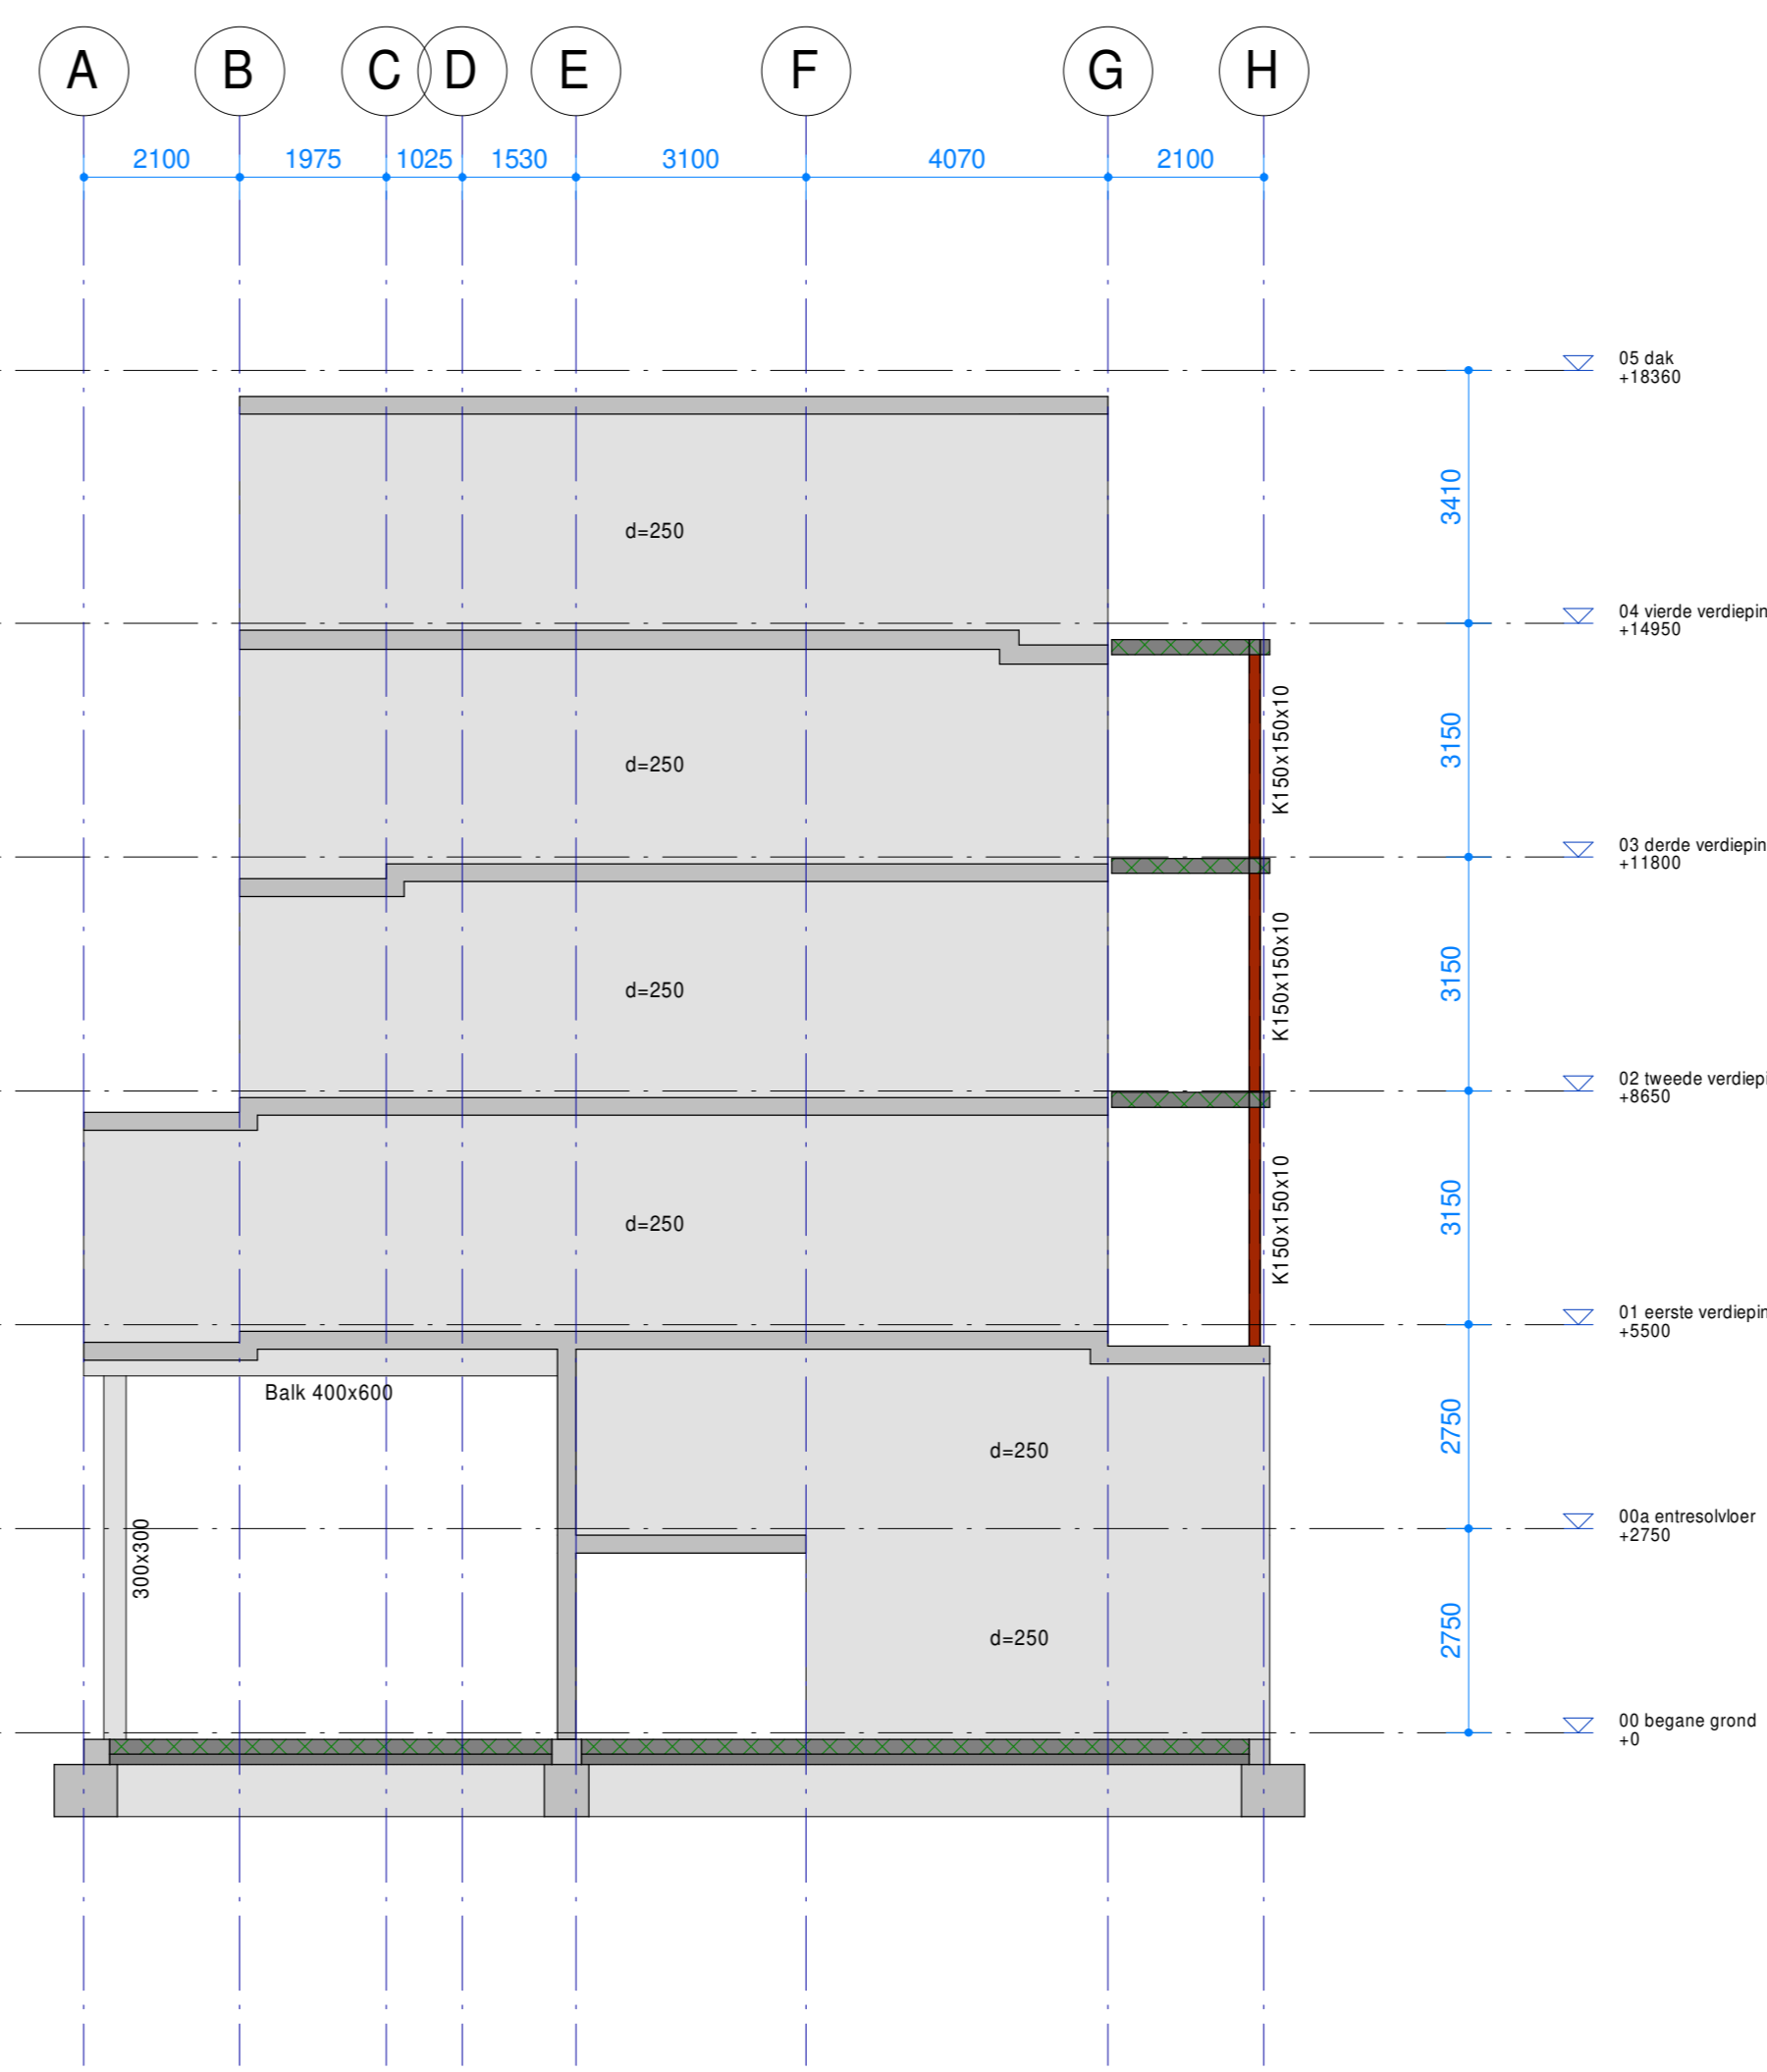 A B C D E F G H
2100 1975 1025 1530 3100 4070 2100
05 dak
+18360
3410
d=250
04 vierde verdiepin
+14950
K150x150x10
3150
d=250
03 derde verdiepin
+11800
K150x150x10
3150
d=250
02 tweede verdiepi
+8650
K150x150x10
3150
d=250
01 eerste verdiepin
+5500
Balk 400x600
2750
d=250
00a entresolvloer
+2750
300x300
2750
d=250
00 begane grond
+0